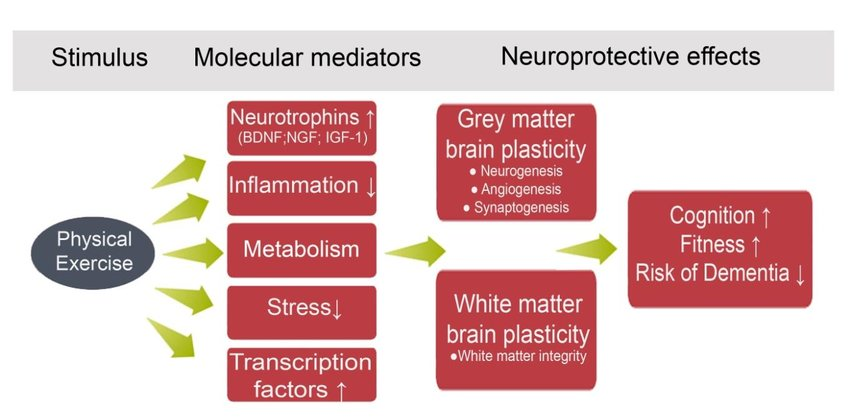 Stimulus
Molecular mediators
Neuroprotective effects
Physical
Exercise
Neurotrophins ↑
(BDNF;NGF; IGF-1)
Inflammation ↓
Metabolism
Stress↓
Transcription
factors ↑
Grey matter
brain plasticity
● Neurogenesis
● Angiogenesis
● Synaptogenesis
White matter
brain plasticity
●White matter integrity
Cognition ↑
Fitness ↑
Risk of Dementia ↓